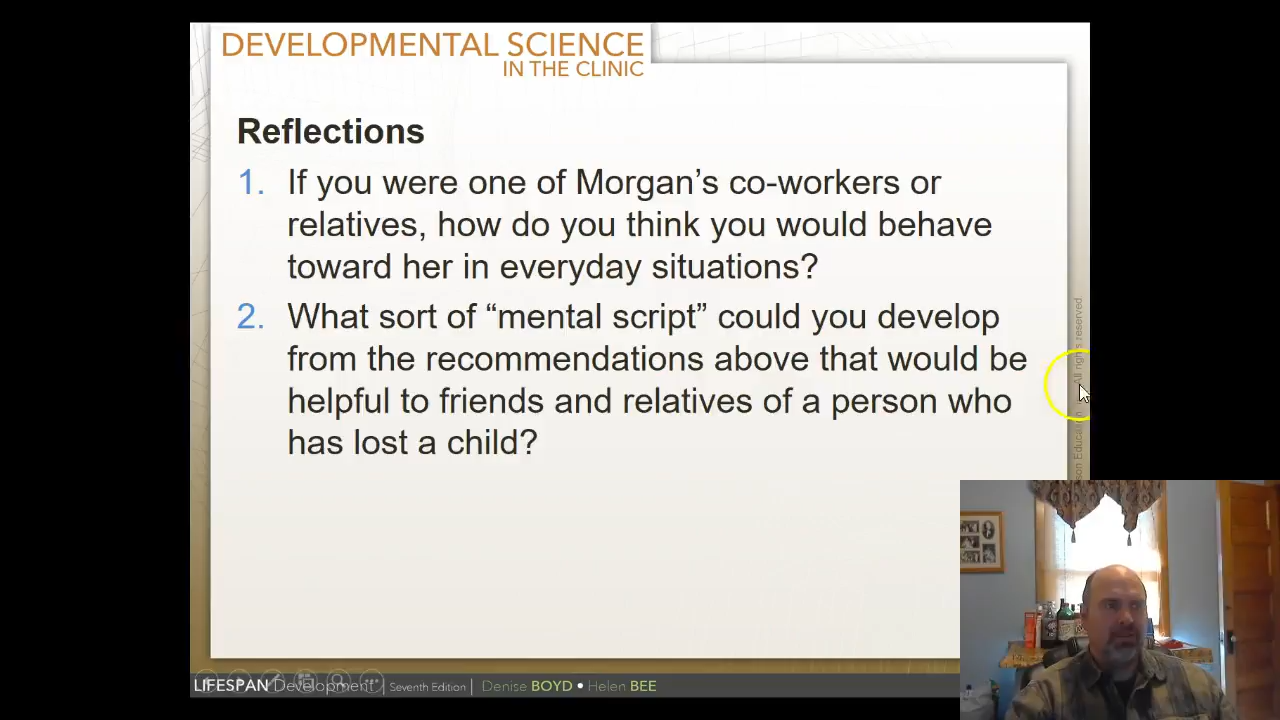 DEVELOPMENTAL SCIENCE
IN THE CLINIC
Reflections
1. If you were one of Morgan’s co-workers or
relatives, how do you think you would behave
toward her in everyday situations?
2. What sort of “mental script” could you develop
from the recommendations above that would be
helpful to friends and relatives of a person who
has lost a child?
All rights reserved
LIFESPAN Development | Seventh Edition | Denise BOYD • Helen BEE